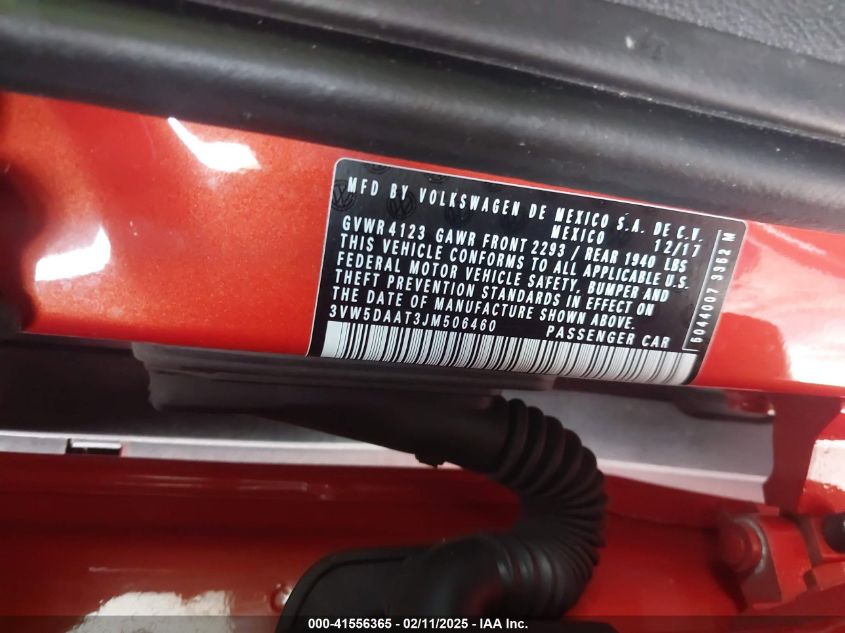 MFD BY VOLKSWAGEN DE MEXICO S.A. DE C.V.
MEXICO 12/17
GVWR 4123 GAWR FRONT 2293 / REAR 1940 LBS
THIS VEHICLE CONFORMS TO ALL APPLICABLE U.S.
FEDERAL MOTOR VEHICLE SAFETY, BUMPER AND
THEFT PREVENTION STANDARDS IN EFFECT ON
THE DATE OF MANUFACTURE SHOWN ABOVE.
3VW5DAAT3JM506460 PASSENGER CAR
5044007 3362 M
000-41556365 - 02/11/2025 - IAA Inc.